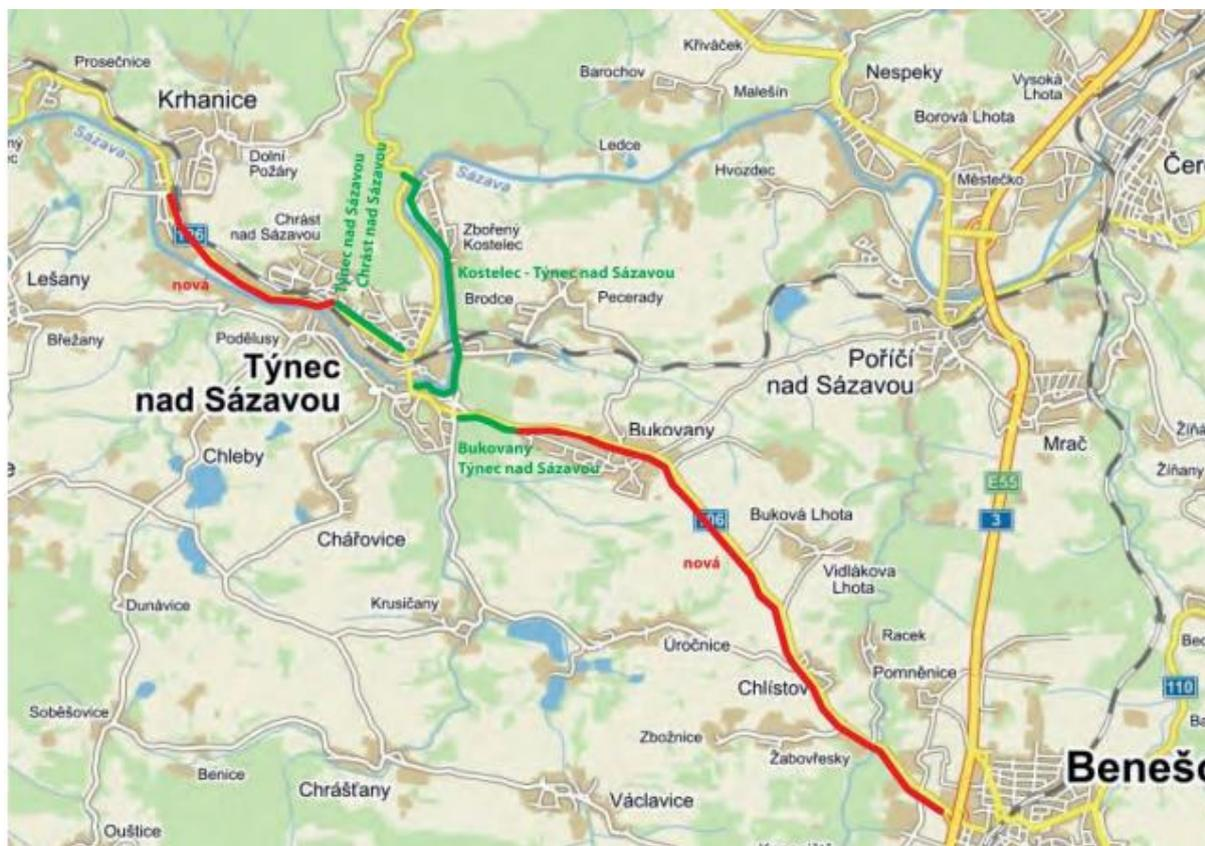 Prosečnice
Křiváček
Krhanice
Barochov
Nespeky
Vysoká
Lhota
Malešín
Sázava
Borová Lhota
Dolní
Požáry
Ledce
Hvozdec
Sázava
Městečko
Chrást
nad Sázavou
Týnec nad Sázavou
Chrást nad Sázavou
Zbořený
Kostelec
Lešany
nová
Kostelec - Týnec nad Sázavou
Brodce
Pecerady
Břežany
Podělusy
Týnec
nad Sázavou
Poříčí
nad Sázavou
Bukovany
Mrač
Bukovany -
Týnec nad Sázavou
Chleby
Žíňany
E55
3
106
Buková Lhota
Chářovice
nová
Vidlákova
Lhota
Dunávice
Krusičany
Úročnice
Racek
Pomněnice
Chlístov
110
Soběšovice
Zbožnice
Žabovřesky
Benice
Chrášťany
Václavice
Benešo
Ouštice